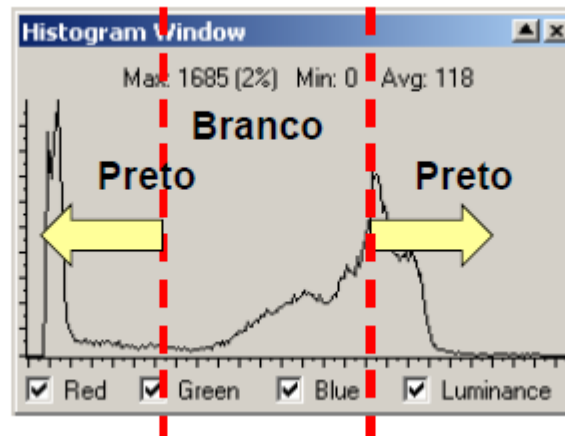 Histogram Window
Max: 1685 (2%) Min: 0 Avg: 118
Branco
Preto Preto
Red Green Blue Luminance